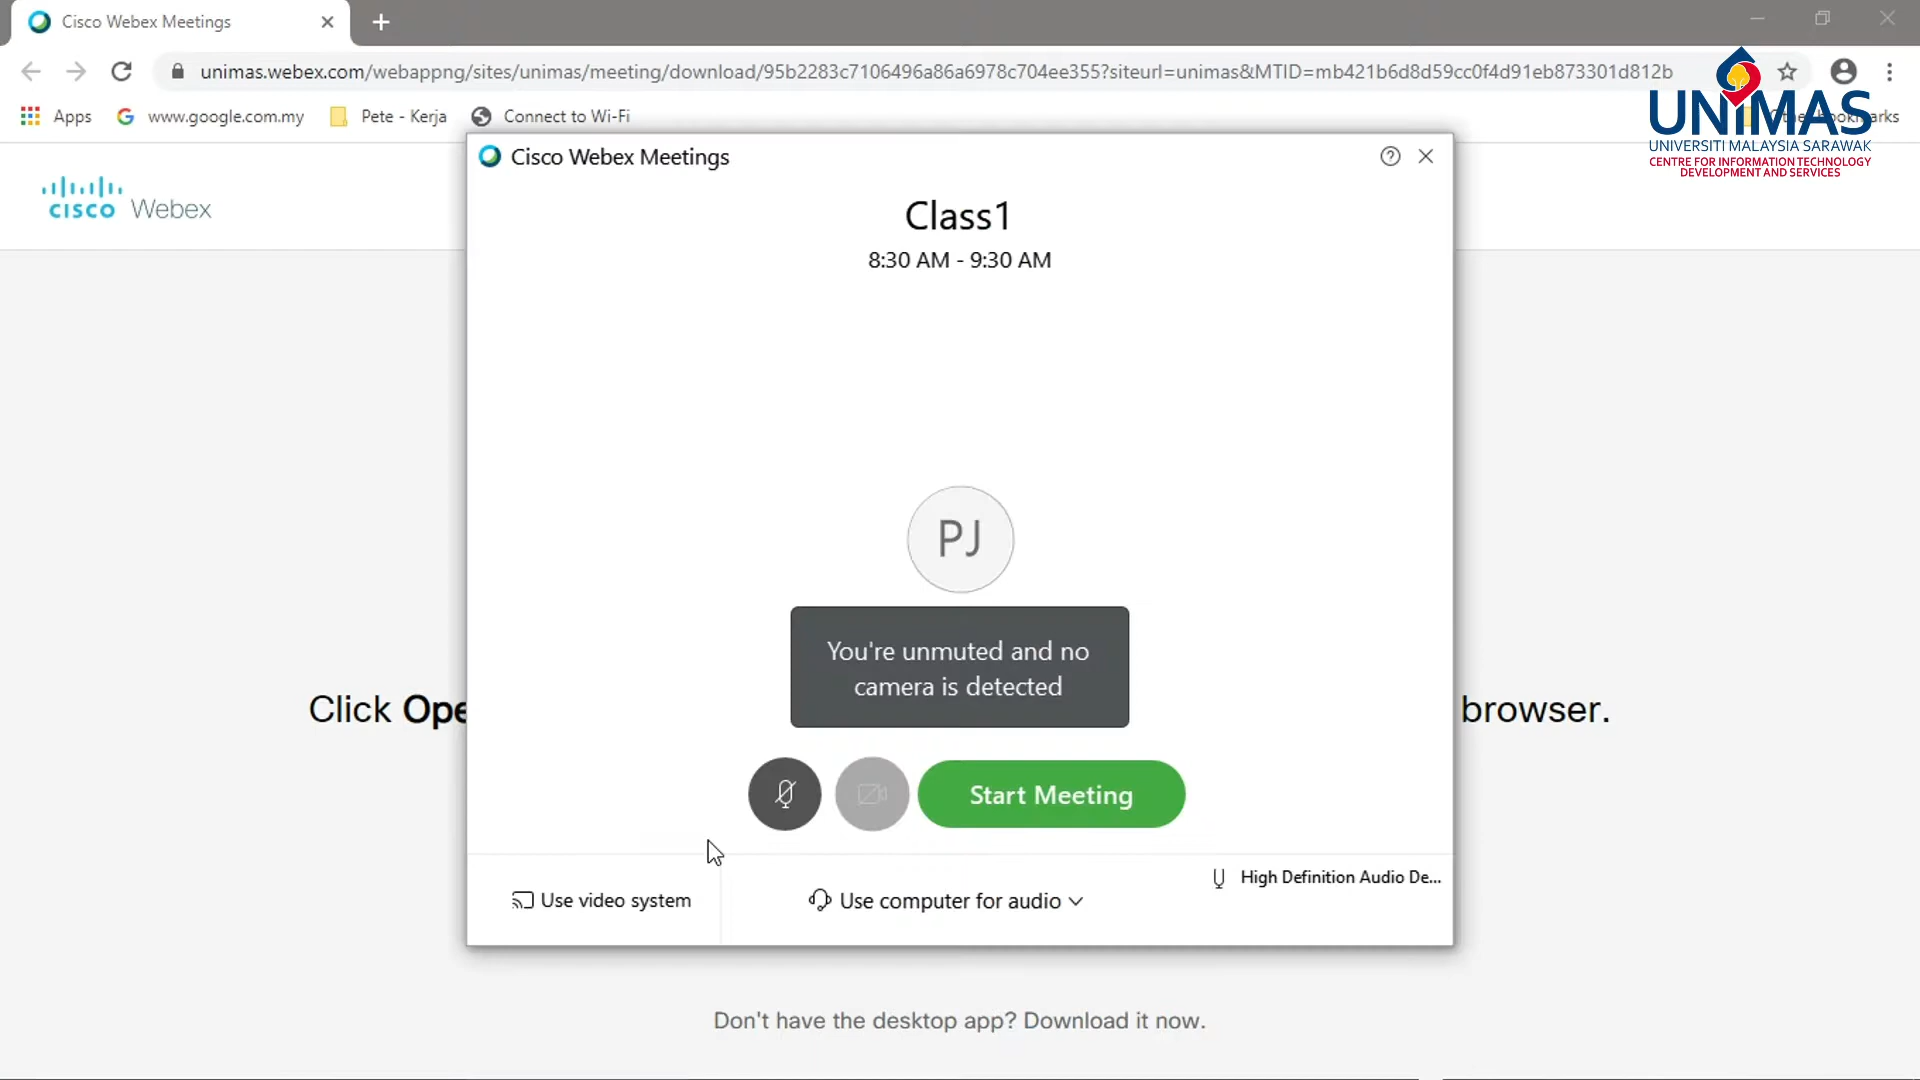 Cisco Webex Meetings
unimas.webex.com/webappng/sites/unimas/meeting/download/95b2283c7106496a86a6978c704ee355?siteurl=unimas&MTID=mb421b6d8d59cc0f4d91eb873301d812b
Apps
www.google.com.my
Pete - Kerja
Connect to Wi-Fi
UNIMAS
UNIVERSITI MALAYSIA SARAWAK
CENTRE FOR INFORMATION TECHNOLOGY
DEVELOPMENT AND SERVICES
cisco Webex
Cisco Webex Meetings
Class1
8:30 AM - 9:30 AM
PJ
You're unmuted and no
camera is detected
Click Ope
browser.
Start Meeting
Use video system
Use computer for audio
High Definition Audio De...
Don't have the desktop app? Download it now.